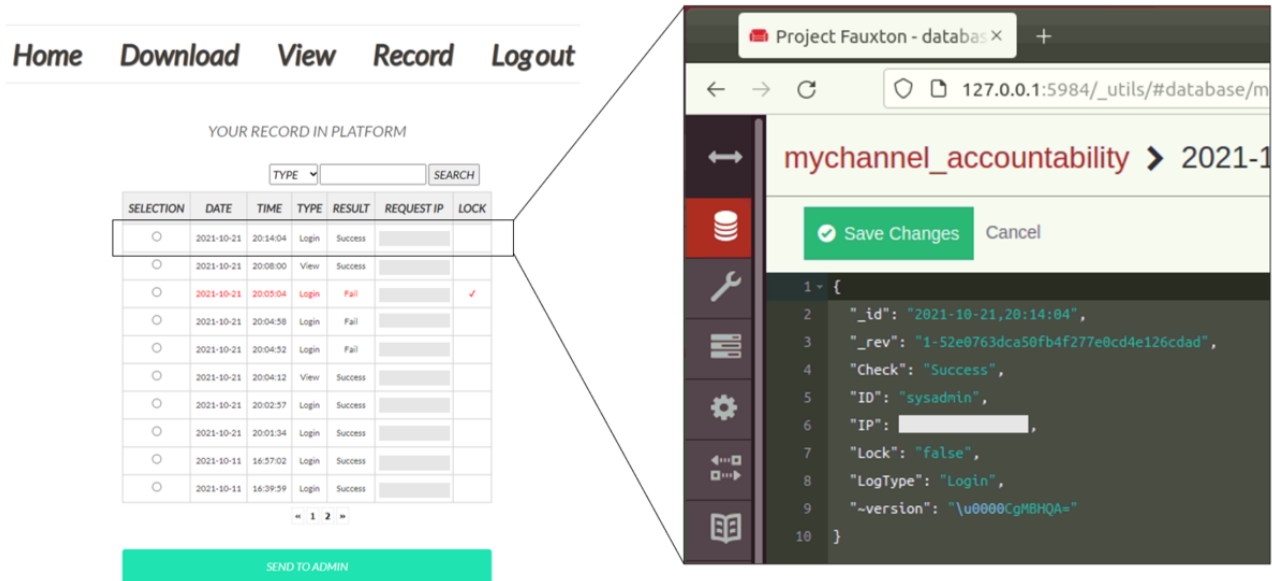 Home Download View Record Logout
YOUR RECORD IN PLATFORM
TYPE SEARCH
SELECTION DATE TIME TYPE RESULT REQUEST IP LOCK
2021-10-21 20:14:04 Login Success
2021-10-21 20:08:00 View Success
2021-10-21 20:05:04 Login Fail ✓
2021-10-21 20:04:58 Login Fail
2021-10-21 20:04:52 Login Fail
2021-10-21 20:04:12 View Success
2021-10-21 20:02:57 Login Success
2021-10-21 20:01:34 Login Success
2021-10-11 16:57:02 Login Success
2021-10-11 16:39:59 Login Success
« 1 2 »
SEND TO ADMIN
Project Fauxton - databas × +
127.0.0.1:5984/_utils/#database/m
mychannel_accountability > 2021-1
Save Changes Cancel
1 {
2 "_id": "2021-10-21,20:14:04",
3 "_rev": "1-52e0763dca50fb4f277e0cd4e126cdad",
4 "Check": "Success",
5 "ID": "sysadmin",
6 "IP": ,
7 "Lock": "false",
8 "LogType": "Login",
9 "~version": "\u0000CgMBHQA="
10 }